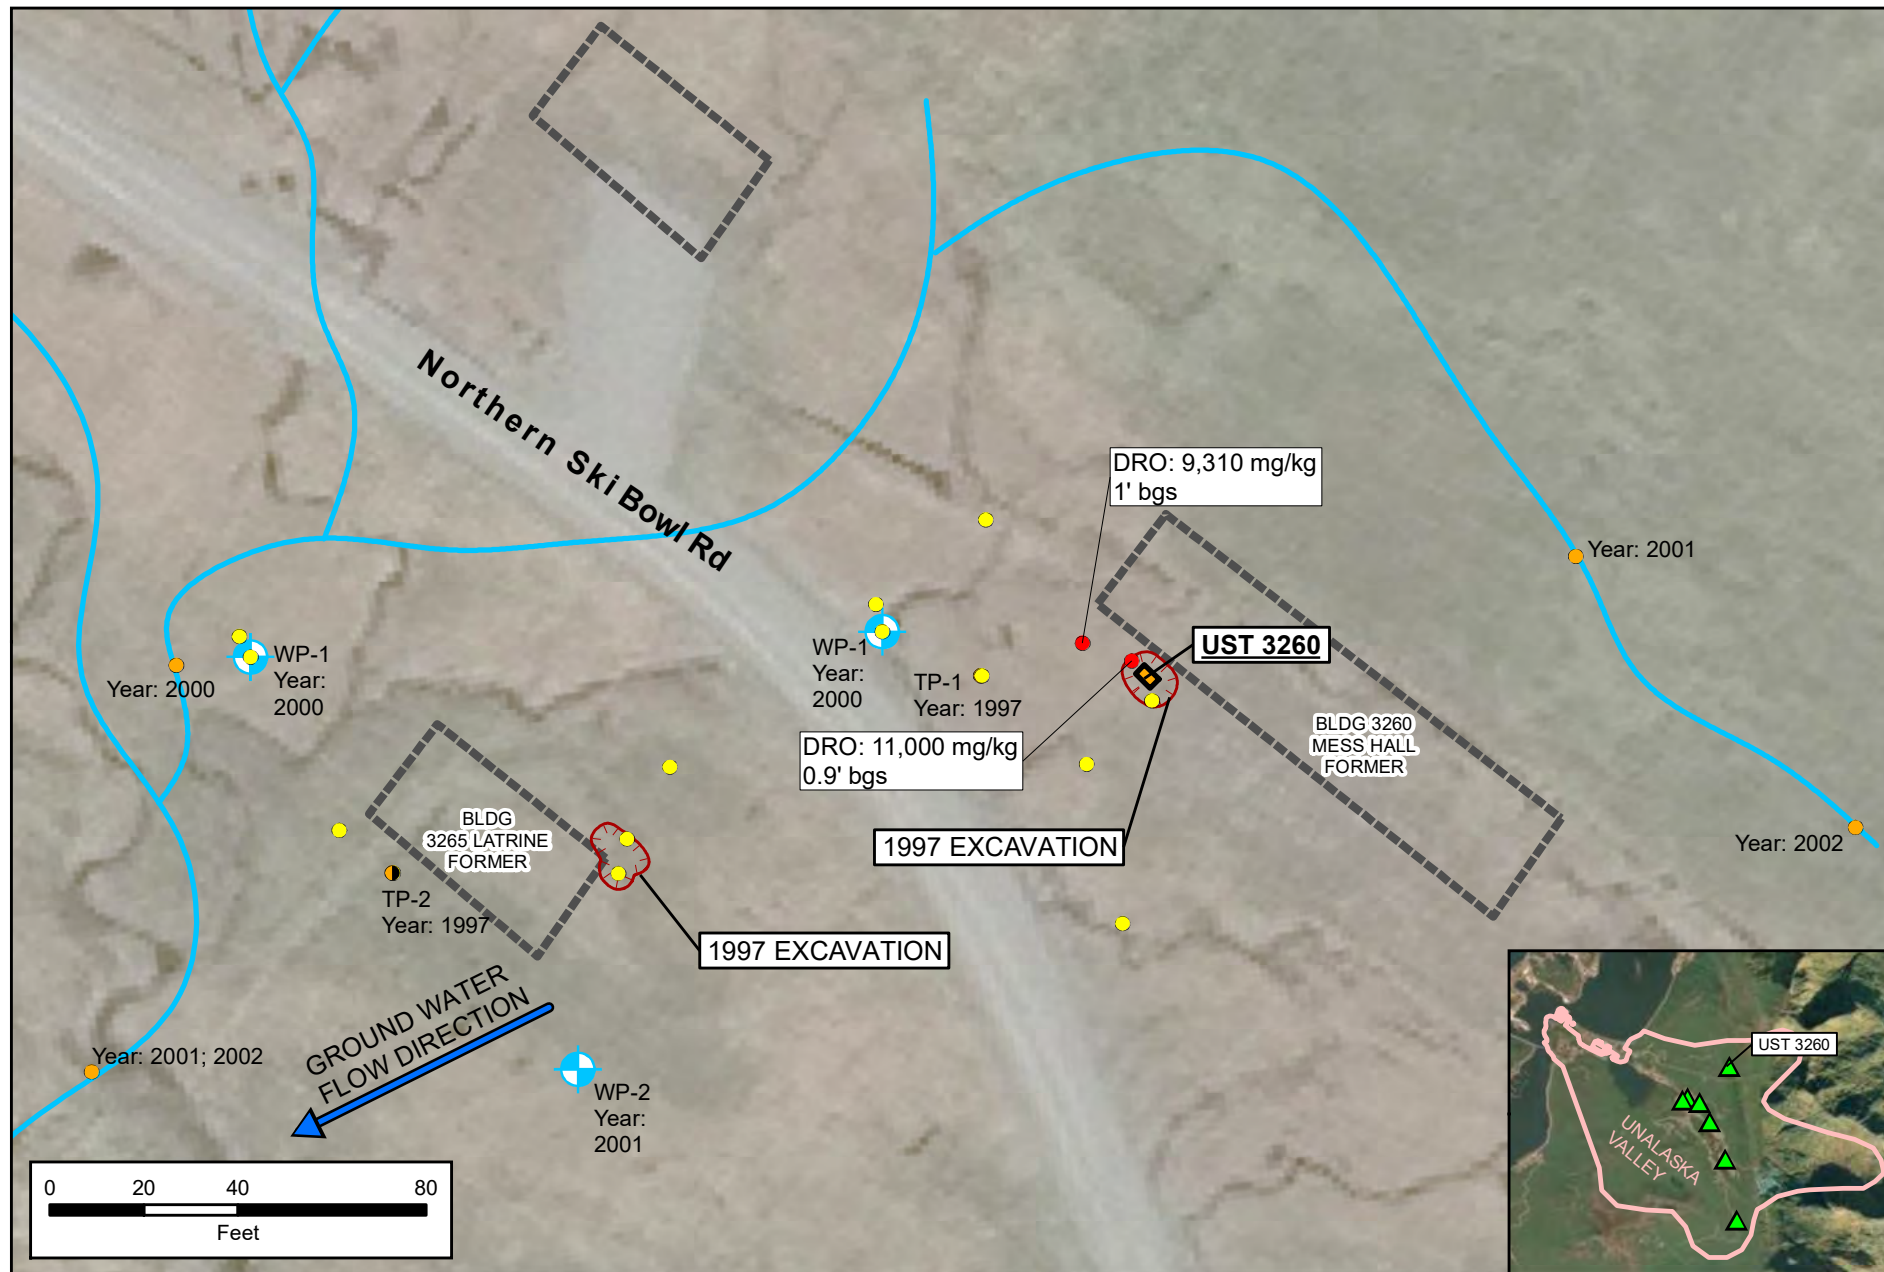 Northern Ski Bowl Rd
DRO: 9,310 mg/kg
1' bgs
Year: 2001
UST 3260
WP-1
Year:
2000
Year: 2000
WP-1
Year:
2000
TP-1
Year: 1997
DRO: 11,000 mg/kg
0.9' bgs
BLDG 3260
MESS HALL
FORMER
BLDG
3265 LATRINE
FORMER
1997 EXCAVATION
Year: 2002
TP-2
Year: 1997
1997 EXCAVATION
GROUND WATER
FLOW DIRECTION
Year: 2001; 2002
WP-2
Year:
2001
UST 3260
UNALASKA
VALLEY
0 20 40 80
Feet